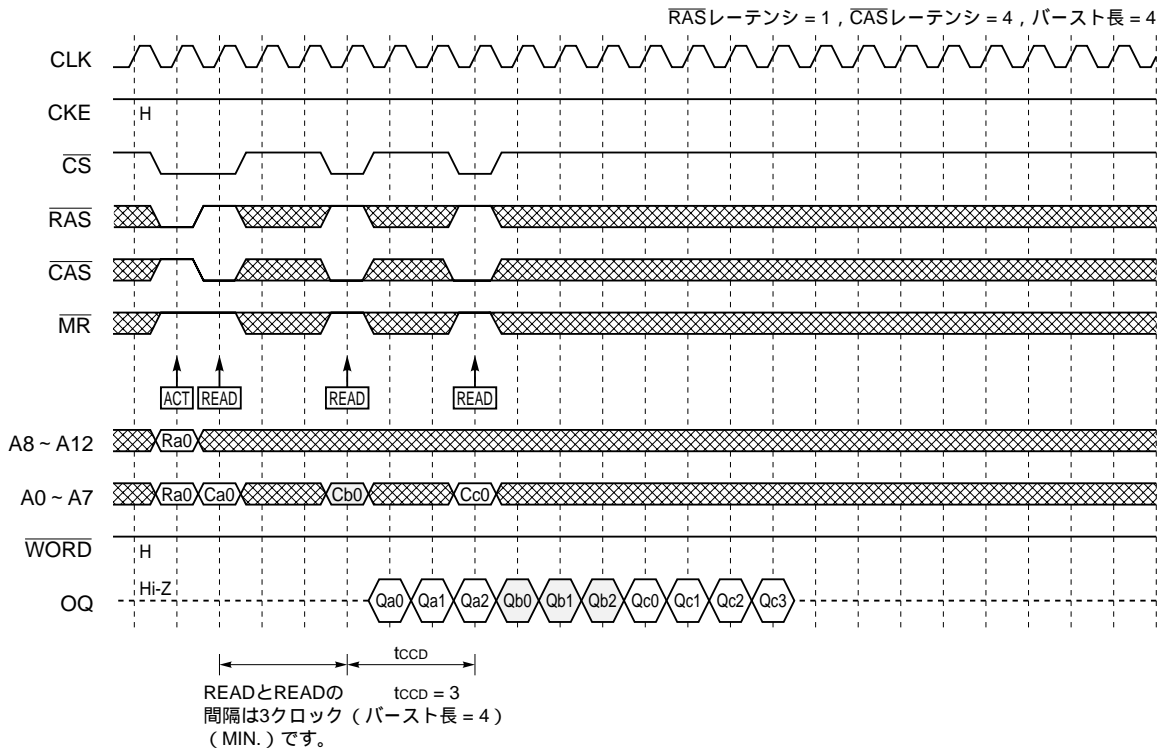 RASレーテンシ = 1 , CASレーテンシ = 4 , バースト長 = 4
CLK
CKE H
CS
RAS
CAS
MR
ACT READ READ READ
A8 ~ A12 Ra0
A0 ~ A7 Ra0 Ca0 Cb0 Cc0
WORD H
OQ Hi-Z Qa0 Qa1 Qa2 Qb0 Qb1 Qb2 Qc0 Qc1 Qc2 Qc3
tCCD
READとREADの tCCD = 3
間隔は3クロック ( バースト長 = 4 )
( MIN. ) です。